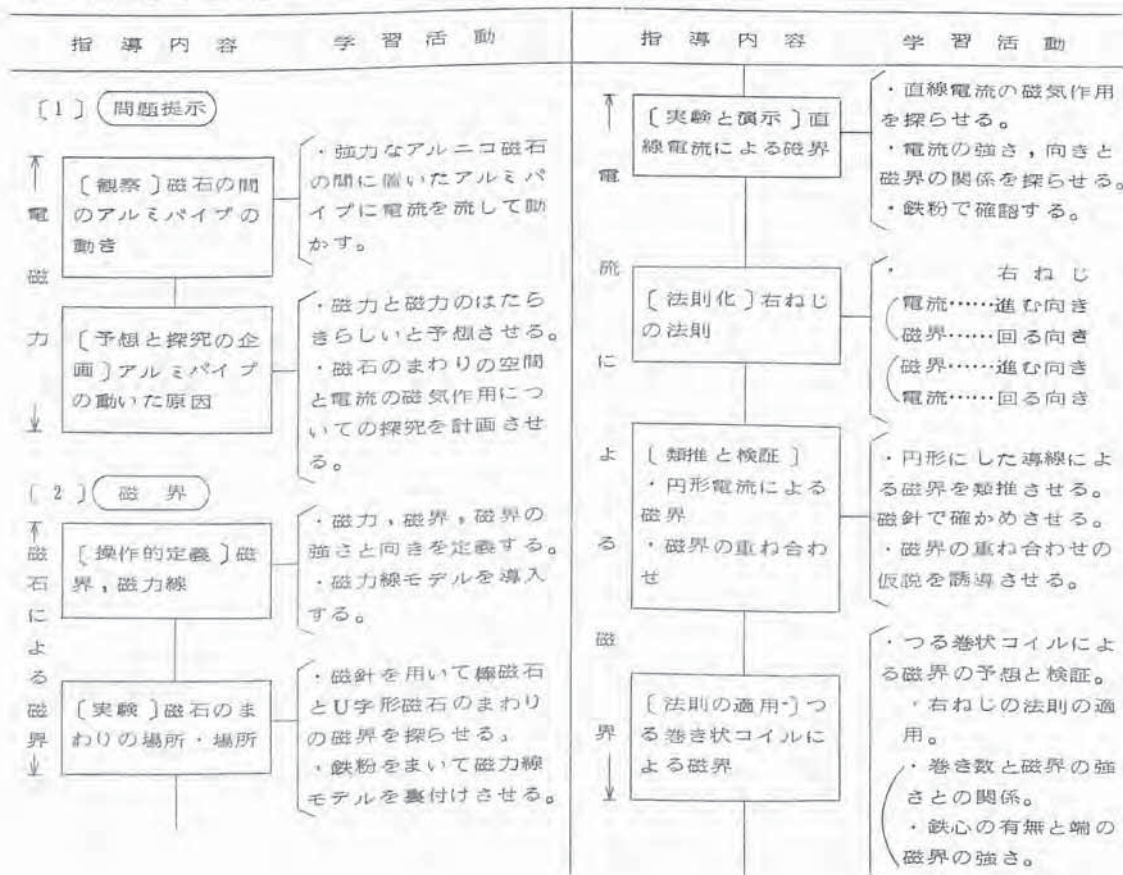 指導内容 学習活動
〔1〕 問題提示
電磁力
〔観察〕磁石の間
のアルミパイプの
動き
・強力なアルニコ磁石
の間に置いたアルミパ
イプに電流を流して動
かす。
〔予想と探究の企
画〕アルミパイプ
の動いた原因
・磁力と磁力のはたら
きらしいと予想させる。
・磁石のまわりの空間
と電流の磁気作用につ
いての探究を計画させ
る。
〔2〕 磁界
磁石による磁界
〔操作的定義〕磁
界，磁力線
・磁力，磁界，磁界の
強さと向きを定義する。
・磁力線モデルを導入
する。
〔実験〕磁石のま
わりの場所・場所
・磁針を用いて棒磁石
とU字形磁石のまわり
の磁界を探らせる，
・鉄粉をまいて磁力線
モデルを裏付けさせる。
指導内容 学習活動
電流による磁界
〔実験と演示〕直
線電流による磁界
・直線電流の磁気作用
を探らせる。
・電流の強さ，向きと
磁界の関係を探らせる。
・鉄粉で確認する。
〔法則化〕右ねじ
の法則
・ 右ねじ
電流……進む向き
磁界……回る向き
磁界……進む向き
電流……回る向き
〔類推と検証〕
・円形電流による
磁界
・磁界の重ね合わ
せ
・円形にした導線によ
る磁界を類推させる。
磁針で確かめさせる。
・磁界の重ね合わせの
仮説を誘導させる。
〔法則の適用〕つ
る巻き状コイルに
よる磁界
・つる巻状コイルによ
る磁界の予想と検証。
・右ねじの法則の適
用。
・巻き数と磁界の強
さとの関係。
・鉄心の有無と端の
磁界の強さ。